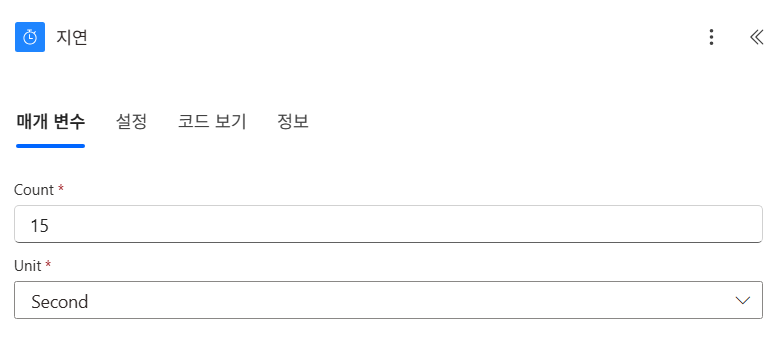 지연
매개 변수 설정 코드 보기 정보
Count *
15
Unit *
Second